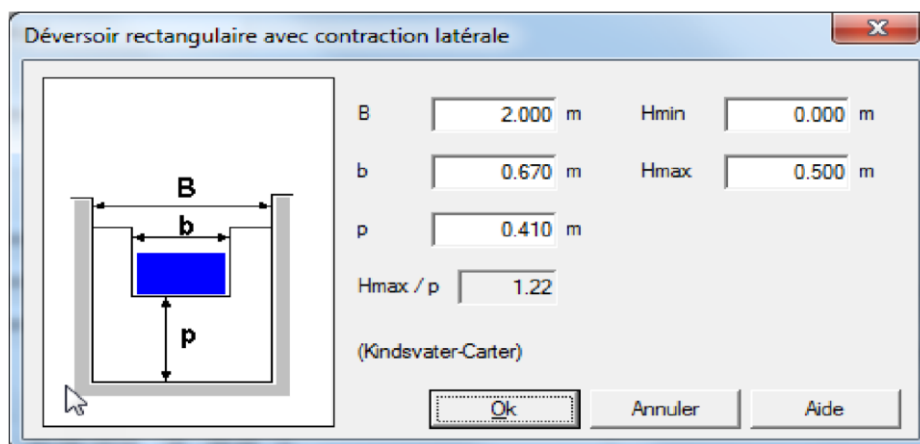 Déversoir rectangulaire avec contraction latérale
B 2.000 m Hmin 0.000 m
b 0.670 m Hmax 0.500 m
p 0.410 m
Hmax / p 1.22
(Kindsvater-Carter)
B
b
p
Ok Annuler Aide